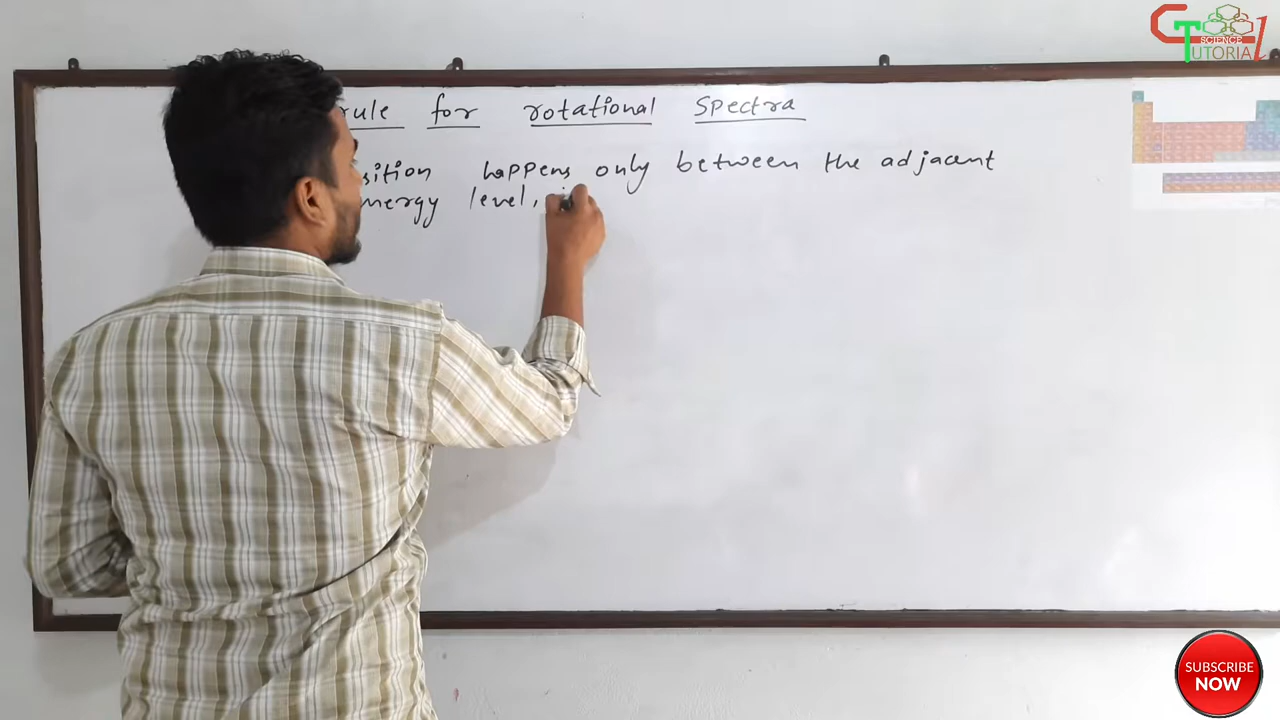 SCIENCE
TUTORIAL
rule for rotational Spectra
sition happens only between the adjacent
nergy level,
SUBSCRIBE
NOW